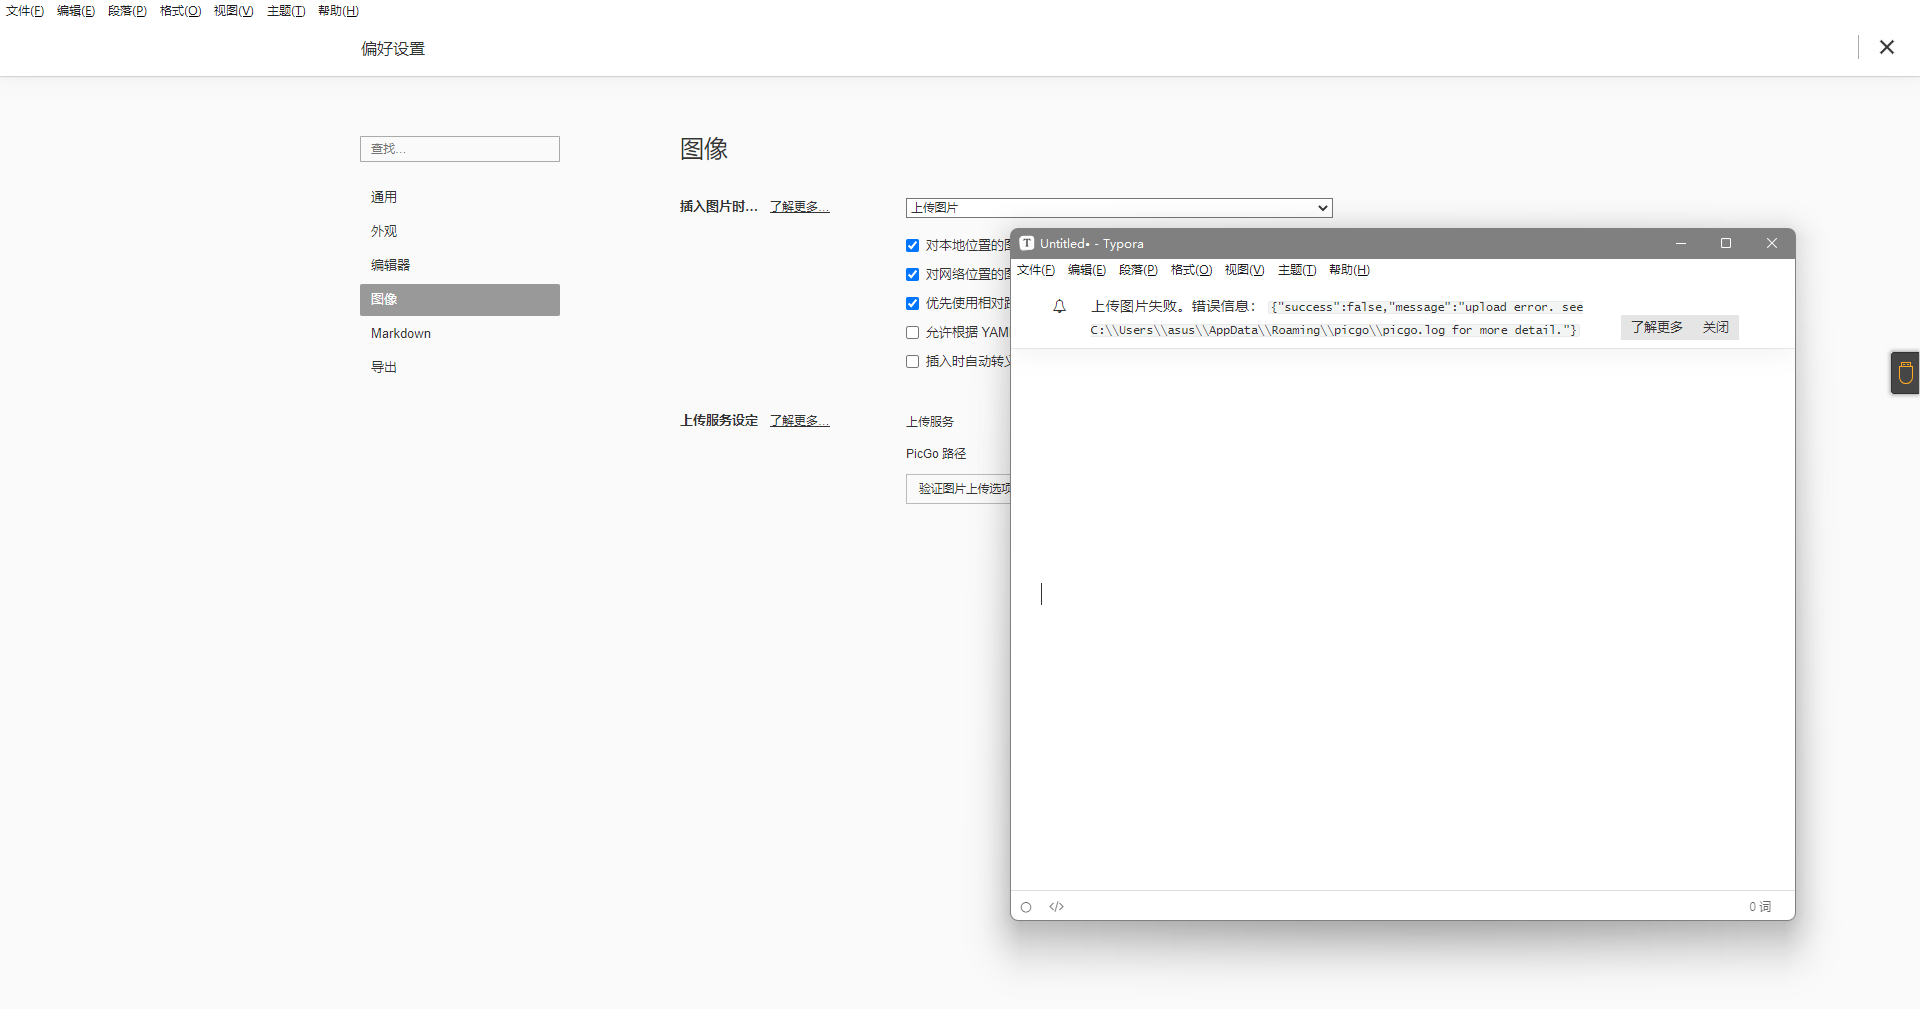 文件(F) 编辑(E) 段落(P) 格式(O) 视图(V) 主题(T) 帮助(H)
偏好设置
查找...
通用
外观
编辑器
图像
Markdown
导出
图像
插入图片时... 了解更多...
上传图片
对本地位置的
对网络位置的
优先使用相对
允许根据 YAM
插入时自动转
上传服务设定 了解更多...
上传服务
PicGo 路径
验证图片上传选
Untitled• - Typora
文件(F) 编辑(E) 段落(P) 格式(O) 视图(V) 主题(T) 帮助(H)
上传图片失败。错误信息： {"success":false,"message":"upload error. see
C:\\Users\\asus\\AppData\\Roaming\\picgo\\picgo.log for more detail."}
了解更多 关闭
</> 0 词